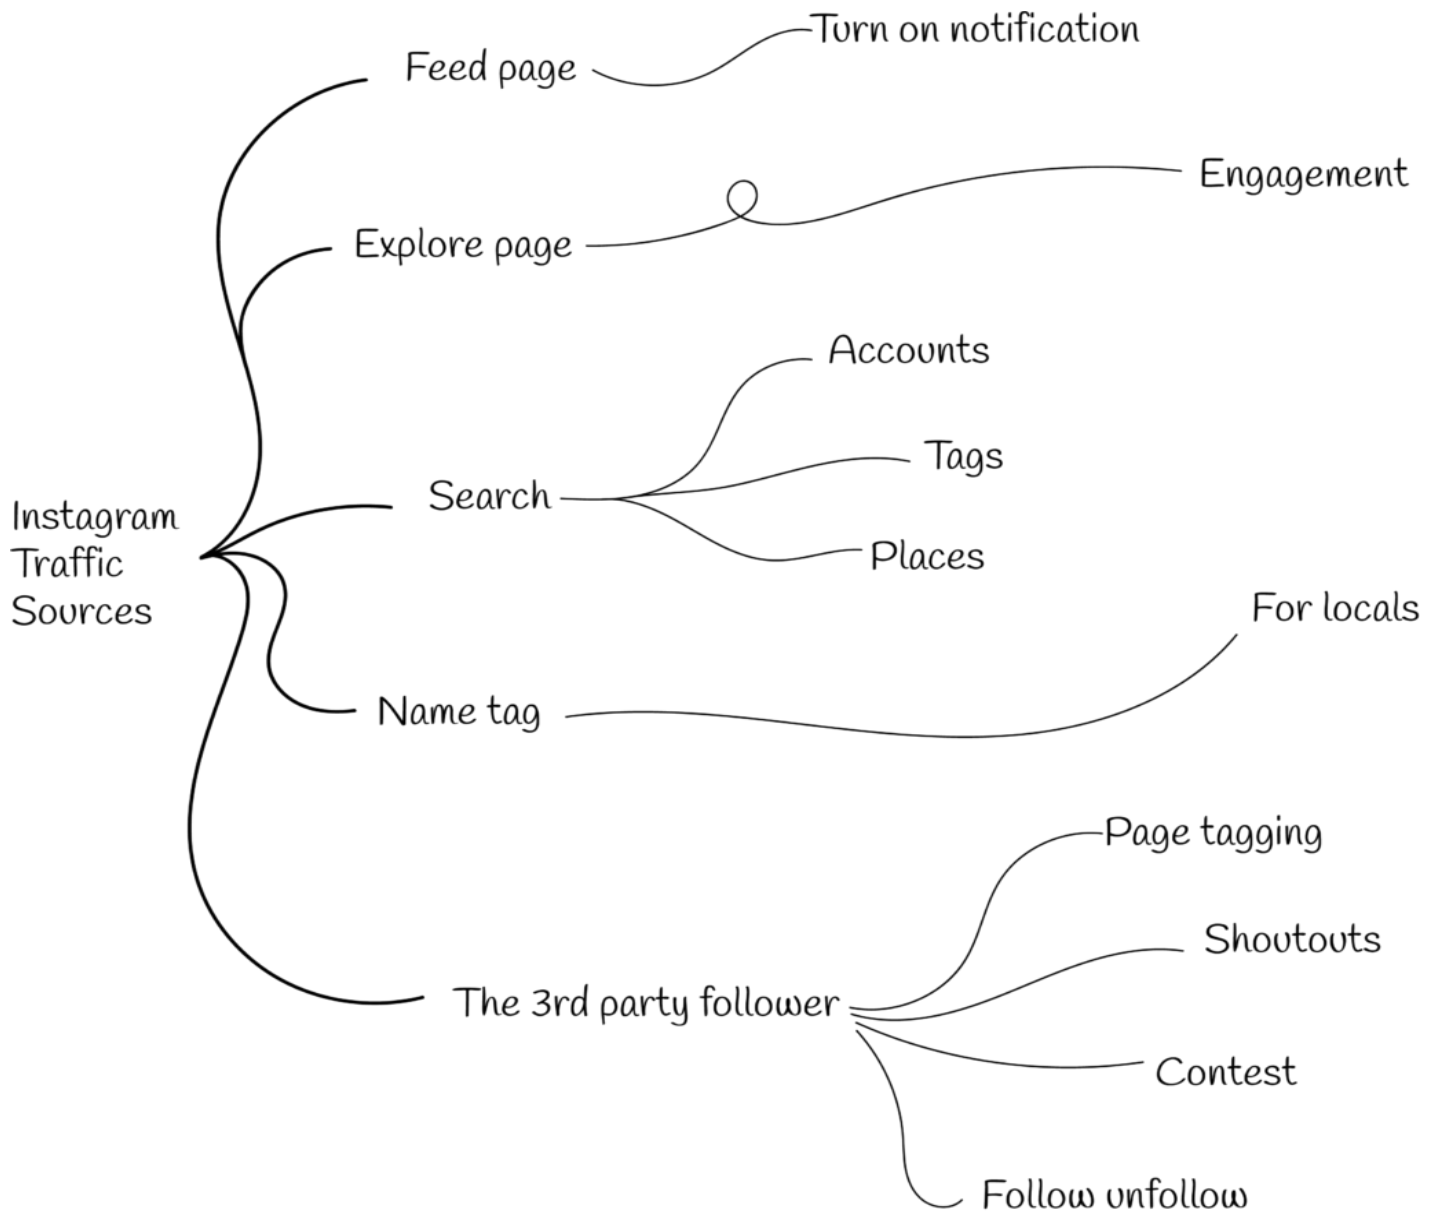 Turn on notification
Feed page
Engagement
Explore page
Accounts
Tags
Search
Places
Instagram
Traffic
Sources
For locals
Name tag
Page tagging
Shoutouts
The 3rd party follower
Contest
Follow unfollow